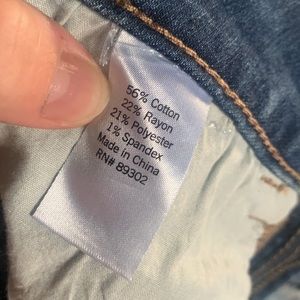 56% Cotton
22% Rayon
21% Polyester
1% Spandex
Made in China
RN# 89302